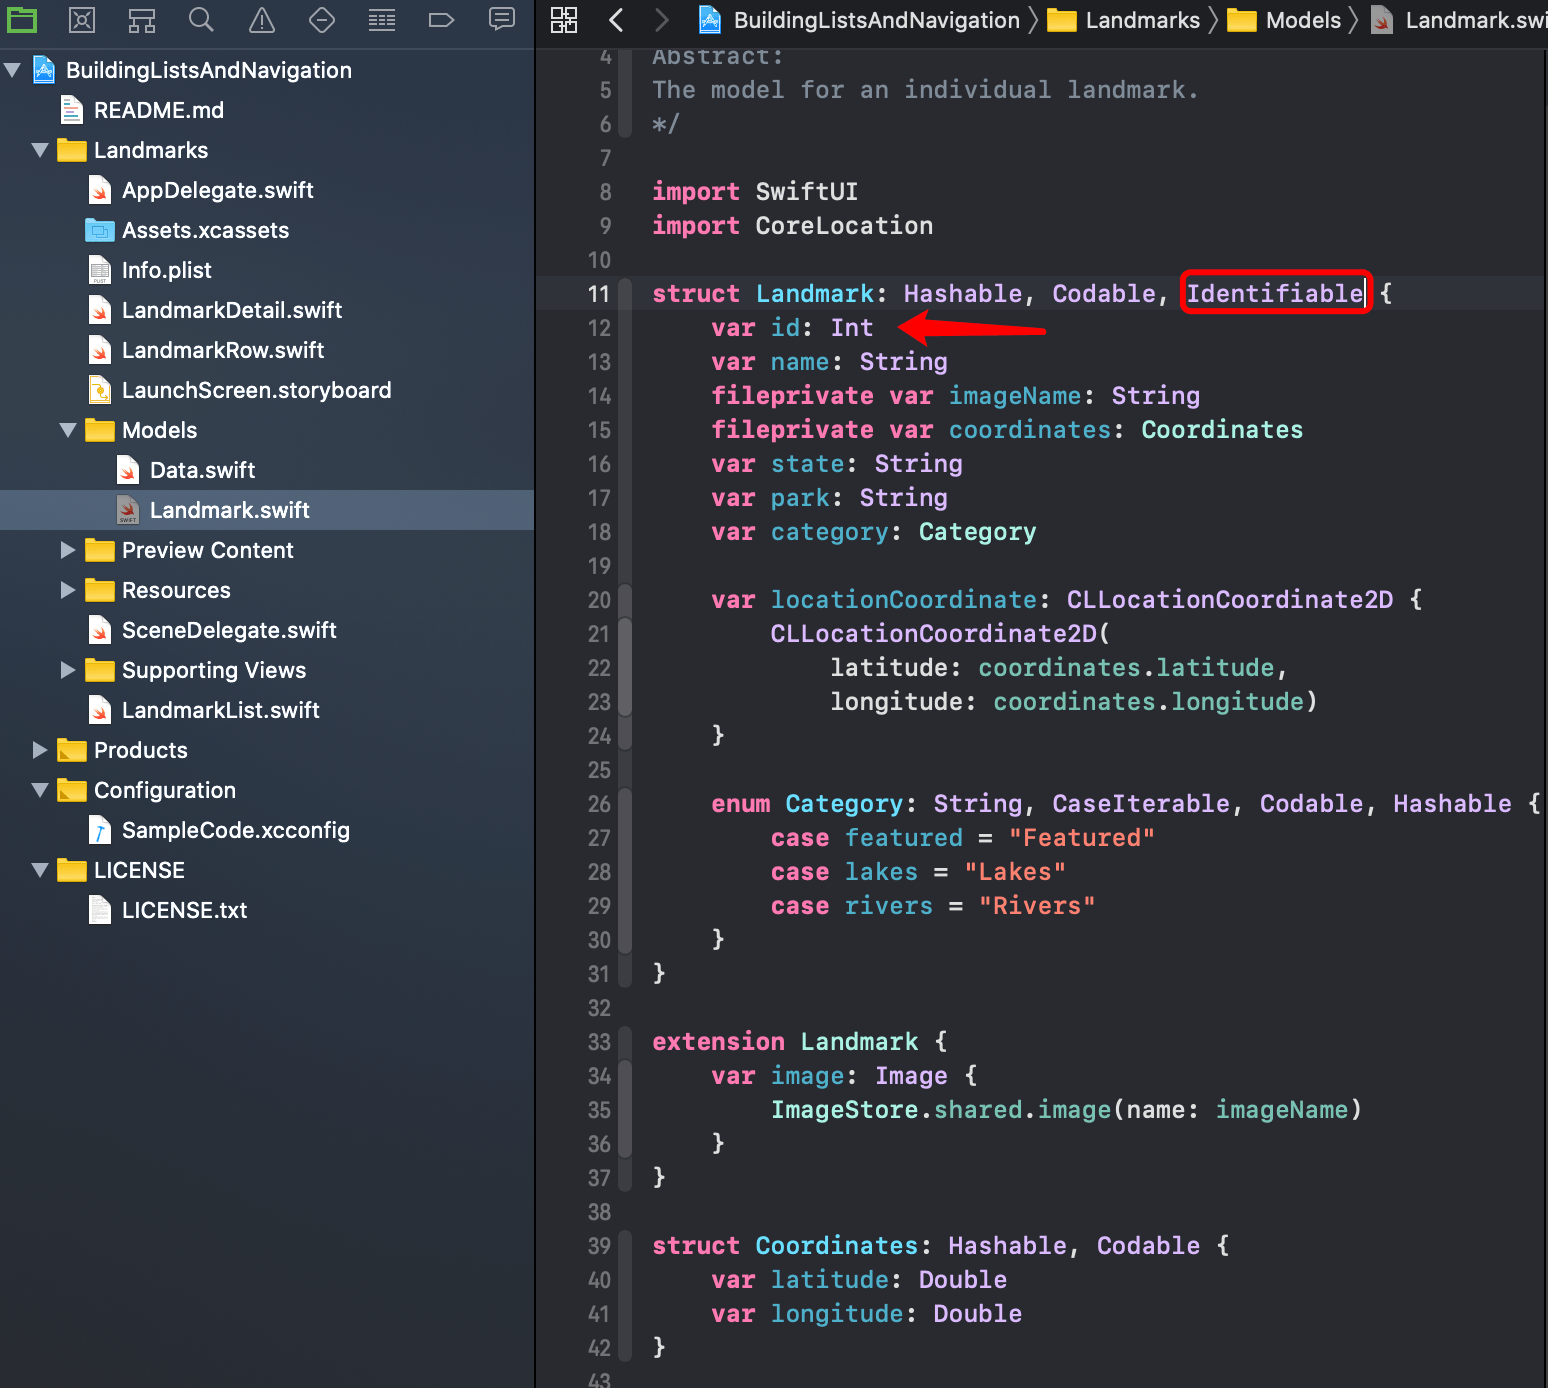 BuildingListsAndNavigation
README.md
Landmarks
AppDelegate.swift
Assets.xcassets
Info.plist
LandmarkDetail.swift
LandmarkRow.swift
LaunchScreen.storyboard
Models
Data.swift
Landmark.swift
Preview Content
Resources
SceneDelegate.swift
Supporting Views
LandmarkList.swift
Products
Configuration
SampleCode.xcconfig
LICENSE
LICENSE.txt
BuildingListsAndNavigation Landmarks Models Landmark.swi
4 Abstract:
5 The model for an individual landmark.
6 */
7
8 import SwiftUI
9 import CoreLocation
10
11 struct Landmark: Hashable, Codable, Identifiable {
12 var id: Int
13 var name: String
14 fileprivate var imageName: String
15 fileprivate var coordinates: Coordinates
16 var state: String
17 var park: String
18 var category: Category
19
20 var locationCoordinate: CLLocationCoordinate2D {
21 CLLocationCoordinate2D(
22 latitude: coordinates.latitude,
23 longitude: coordinates.longitude)
24 }
25
26 enum Category: String, CaseIterable, Codable, Hashable {
27 case featured = "Featured"
28 case lakes = "Lakes"
29 case rivers = "Rivers"
30 }
31 }
32
33 extension Landmark {
34 var image: Image {
35 ImageStore.shared.image(name: imageName)
36 }
37 }
38
39 struct Coordinates: Hashable, Codable {
40 var latitude: Double
41 var longitude: Double
42 }
43